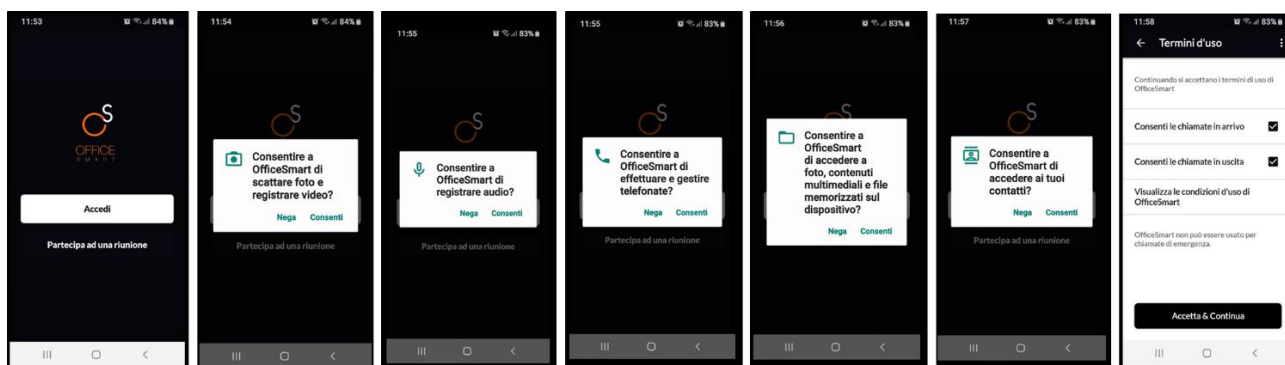 11:53
84%
OS
OFFICE
SMART
Accedi
Partecipa ad una riunione
11:54
84%
Consentire a
OfficeSmart di
scattare foto e
registrare video?
Nega Consenti
Partecipa ad una riunione
11:55
83%
Consentire a
OfficeSmart di
registrare audio?
Nega Consenti
Partecipa ad una riunione
11:55
83%
Consentire a
OfficeSmart di
effettuare e gestire
telefonate?
Nega Consenti
Partecipa ad una riunione
11:56
83%
Consentire a
OfficeSmart
di accedere a
foto, contenuti
multimediali e file
memorizzati sul
dispositivo?
Nega Consenti
11:57
83%
Consentire a
OfficeSmart di
accedere ai tuoi
contatti?
Nega Consenti
Partecipa ad una riunione
11:58
83%
Termini d'uso
Continuando si accettano i termini di uso di
OfficeSmart
Consenti le chiamate in arrivo
Consenti le chiamate in uscita
Visualizza le condizioni d'uso di
OfficeSmart
OfficeSmart non può essere usato per
chiamate di emergenza.
Accetta & Continua